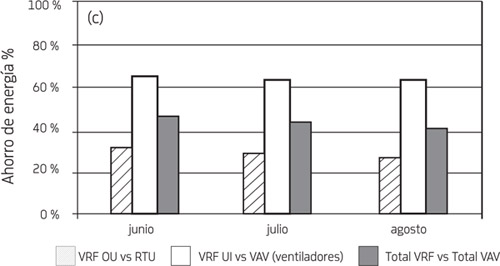 (c)
Ahorro de energía %
100 %
80 %
60 %
40 %
20 %
0 %
junio julio agosto
VRF OU vs RTU VRF UI vs VAV (ventiladores) Total VRF vs Total VAV